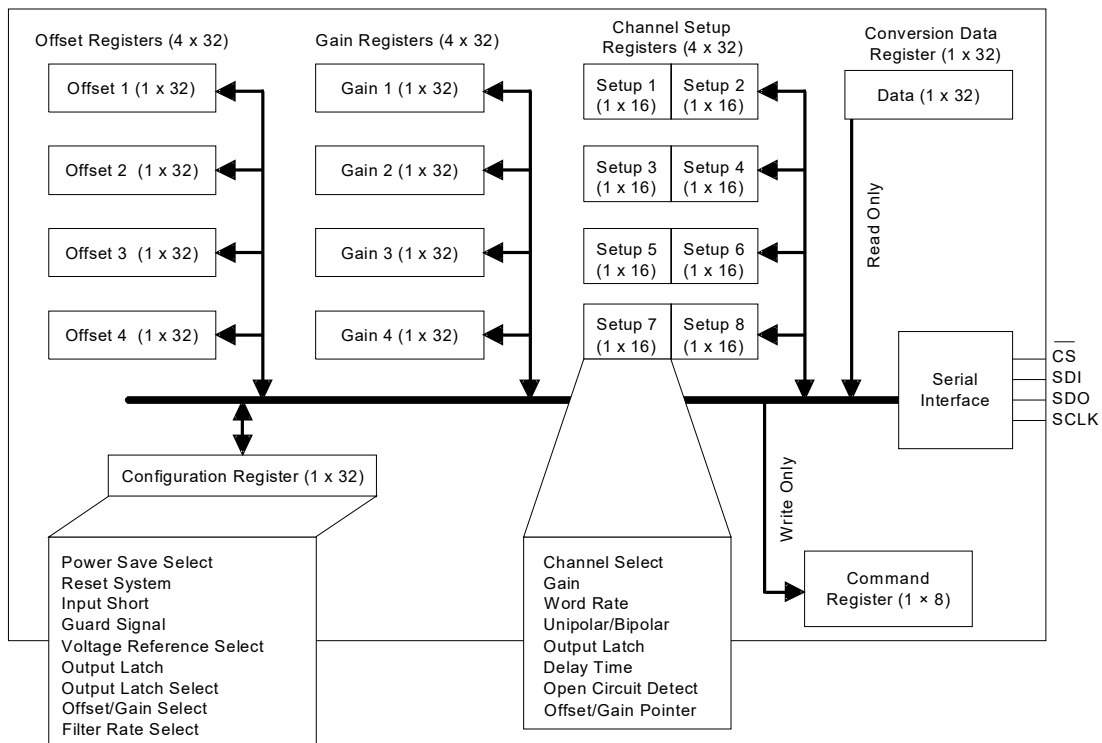 Offset Registers (4 x 32)
Offset 1 (1 x 32)
Offset 2 (1 x 32)
Offset 3 (1 x 32)
Offset 4 (1 x 32)
Gain Registers (4 x 32)
Gain 1 (1 x 32)
Gain 2 (1 x 32)
Gain 3 (1 x 32)
Gain 4 (1 x 32)
Channel Setup
Registers (4 x 32)
Setup 1
(1 x 16)
Setup 2
(1 x 16)
Setup 3
(1 x 16)
Setup 4
(1 x 16)
Setup 5
(1 x 16)
Setup 6
(1 x 16)
Setup 7
(1 x 16)
Setup 8
(1 x 16)
Conversion Data
Register (1 x 32)
Data (1 x 32)
Read Only
Serial
Interface
CS
SDI
SDO
SCLK
Configuration Register (1 x 32)
Power Save Select
Reset System
Input Short
Guard Signal
Voltage Reference Select
Output Latch
Output Latch Select
Offset/Gain Select
Filter Rate Select
Channel Select
Gain
Word Rate
Unipolar/Bipolar
Output Latch
Delay Time
Open Circuit Detect
Offset/Gain Pointer
Write Only
Command
Register (1 × 8)